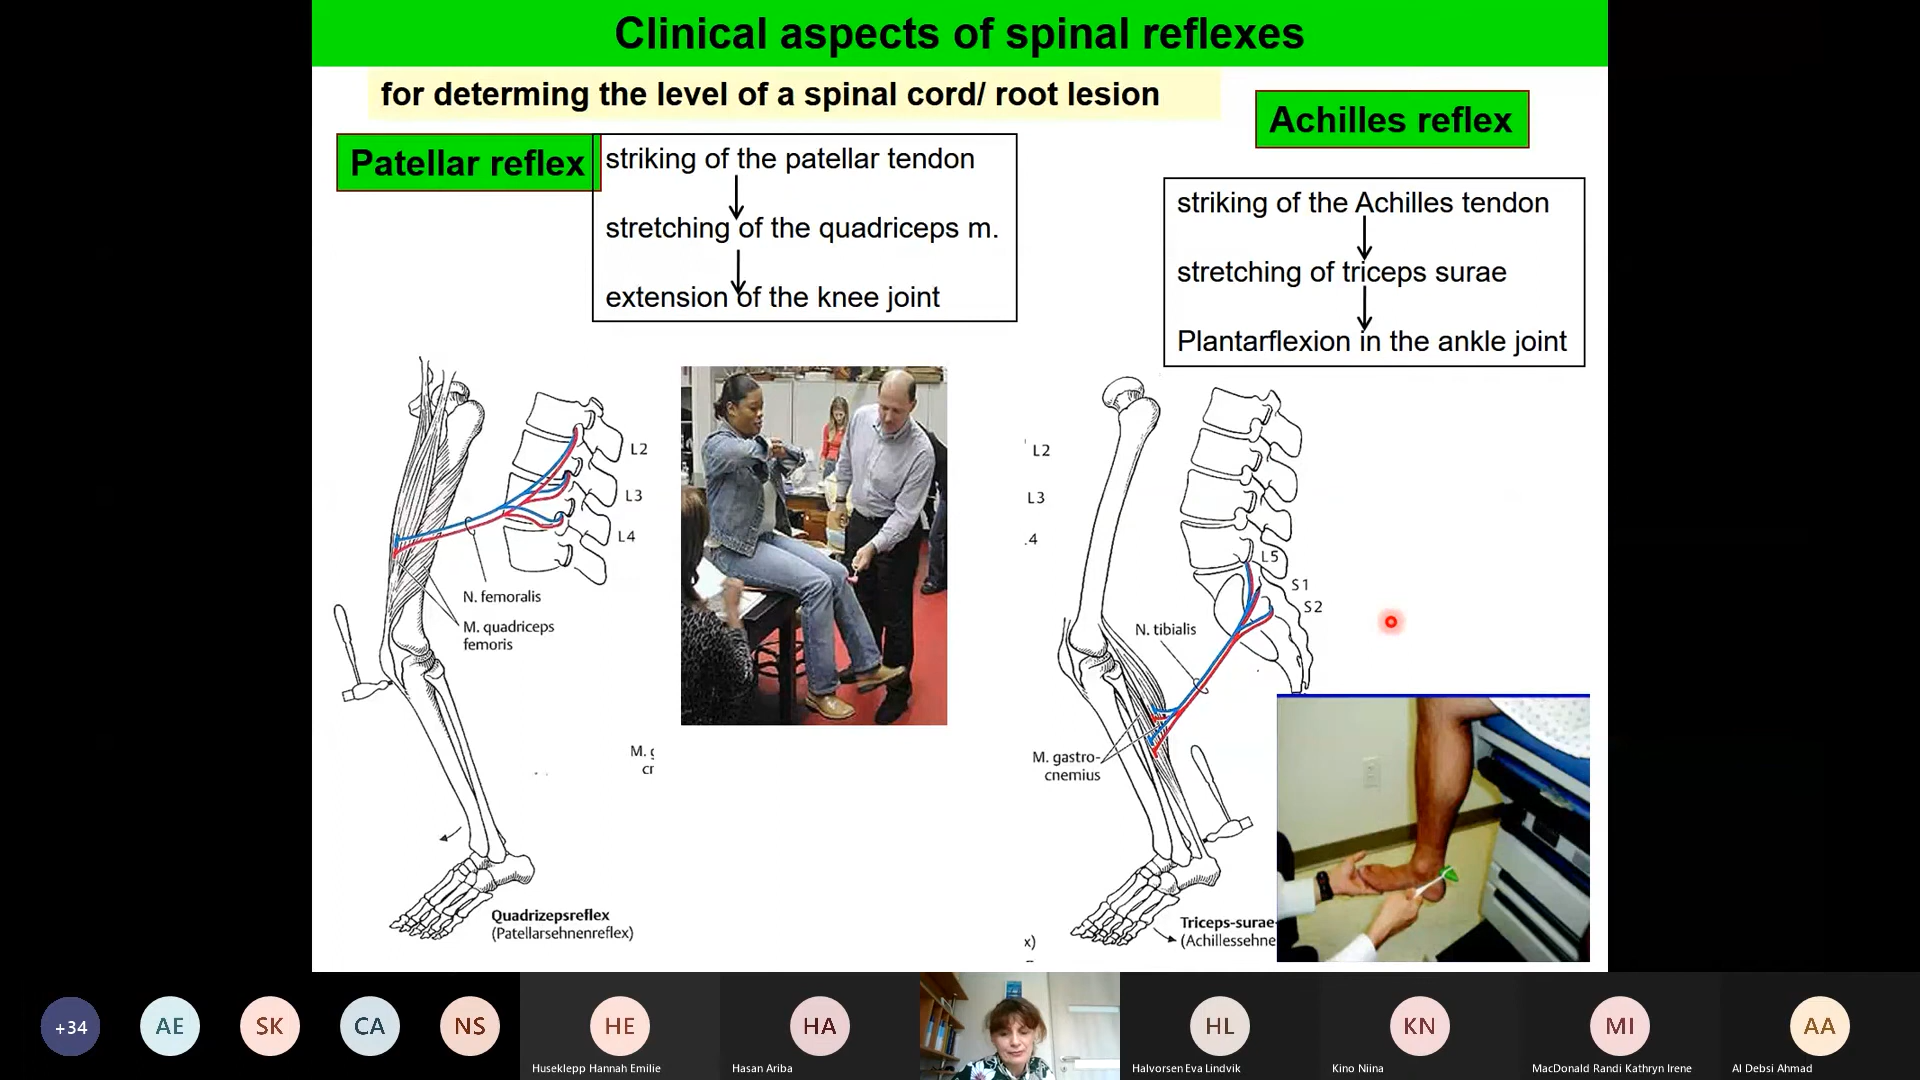 Clinical aspects of spinal reflexes
for determing the level of a spinal cord/ root lesion
Patellar reflex
striking of the patellar tendon
stretching of the quadriceps m.
extension of the knee joint
Achilles reflex
striking of the Achilles tendon
stretching of triceps surae
Plantarflexion in the ankle joint
L2
L3
L4
N. femoralis
M. quadriceps
femoris
Quadrizepsreflex
(Patellarsehnenreflex)
M. g
cr
L2
L3
.4
L5
S1
S2
N. tibialis
M. gastro-
cnemius
x)
Triceps-surae-
(Achillessehne
+34
AE
SK
CA
NS
HE
Huseklepp Hannah Emilie
HA
Hasan Ariba
HL
Halvorsen Eva Lindvik
KN
Kino Niina
MI
MacDonald Randi Kathryn Irene
AA
Al Debsi Ahmad